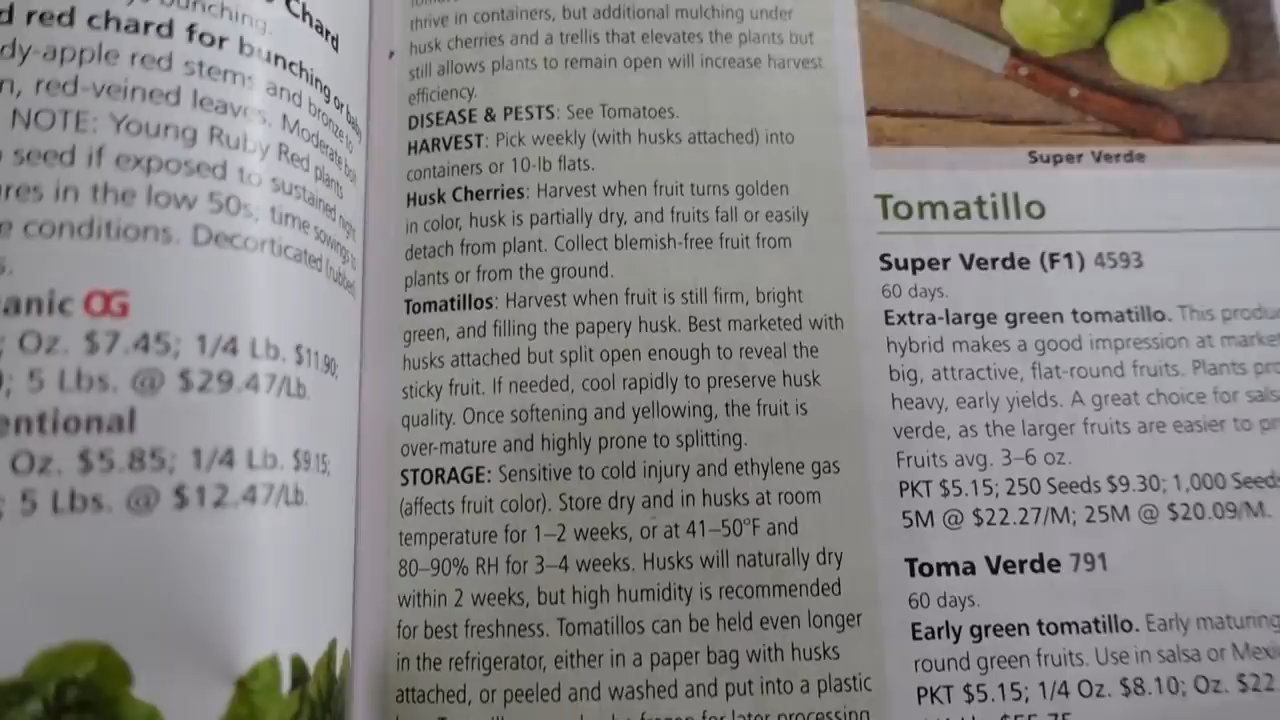 Chard
bunching.
red chard for bunching or baby
dy-apple red stems and bronze to
n, red-veined leaves. Moderate bolt
NOTE: Young Ruby Red plants
seed if exposed to sustained night
res in the low 50s; time sowings to
e conditions. Decorticated (rubbed)
s.
anic OG
; Oz. $7.45; 1/4 Lb. $11.90;
; 5 Lbs. @ $29.47/Lb.
entional
Oz. $5.85; 1/4 Lb. $9.15;
; 5 Lbs. @ $12.47/Lb.
thrive in containers, but additional mulching under
husk cherries and a trellis that elevates the plants but
still allows plants to remain open will increase harvest
efficiency.
DISEASE & PESTS: See Tomatoes.
HARVEST: Pick weekly (with husks attached) into
containers or 10-lb flats.
Husk Cherries: Harvest when fruit turns golden
in color, husk is partially dry, and fruits fall or easily
detach from plant. Collect blemish-free fruit from
plants or from the ground.
Tomatillos: Harvest when fruit is still firm, bright
green, and filling the papery husk. Best marketed with
husks attached but split open enough to reveal the
sticky fruit. If needed, cool rapidly to preserve husk
quality. Once softening and yellowing, the fruit is
over-mature and highly prone to splitting.
STORAGE: Sensitive to cold injury and ethylene gas
(affects fruit color). Store dry and in husks at room
temperature for 1–2 weeks, or at 41–50°F and
80–90% RH for 3–4 weeks. Husks will naturally dry
within 2 weeks, but high humidity is recommended
for best freshness. Tomatillos can be held even longer
in the refrigerator, either in a paper bag with husks
attached, or peeled and washed and put into a plastic
frozen for later processing
Super Verde
Tomatillo
Super Verde (F1) 4593
60 days.
Extra-large green tomatillo. This produ
hybrid makes a good impression at market
big, attractive, flat-round fruits. Plants pro
heavy, early yields. A great choice for sals
verde, as the larger fruits are easier to pr
Fruits avg. 3–6 oz.
PKT $5.15; 250 Seeds $9.30; 1,000 Seeds
5M @ $22.27/M; 25M @ $20.09/M.
Toma Verde 791
60 days.
Early green tomatillo. Early maturing
round green fruits. Use in salsa or Mexi
PKT $5.15; 1/4 Oz. $8.10; Oz. $22